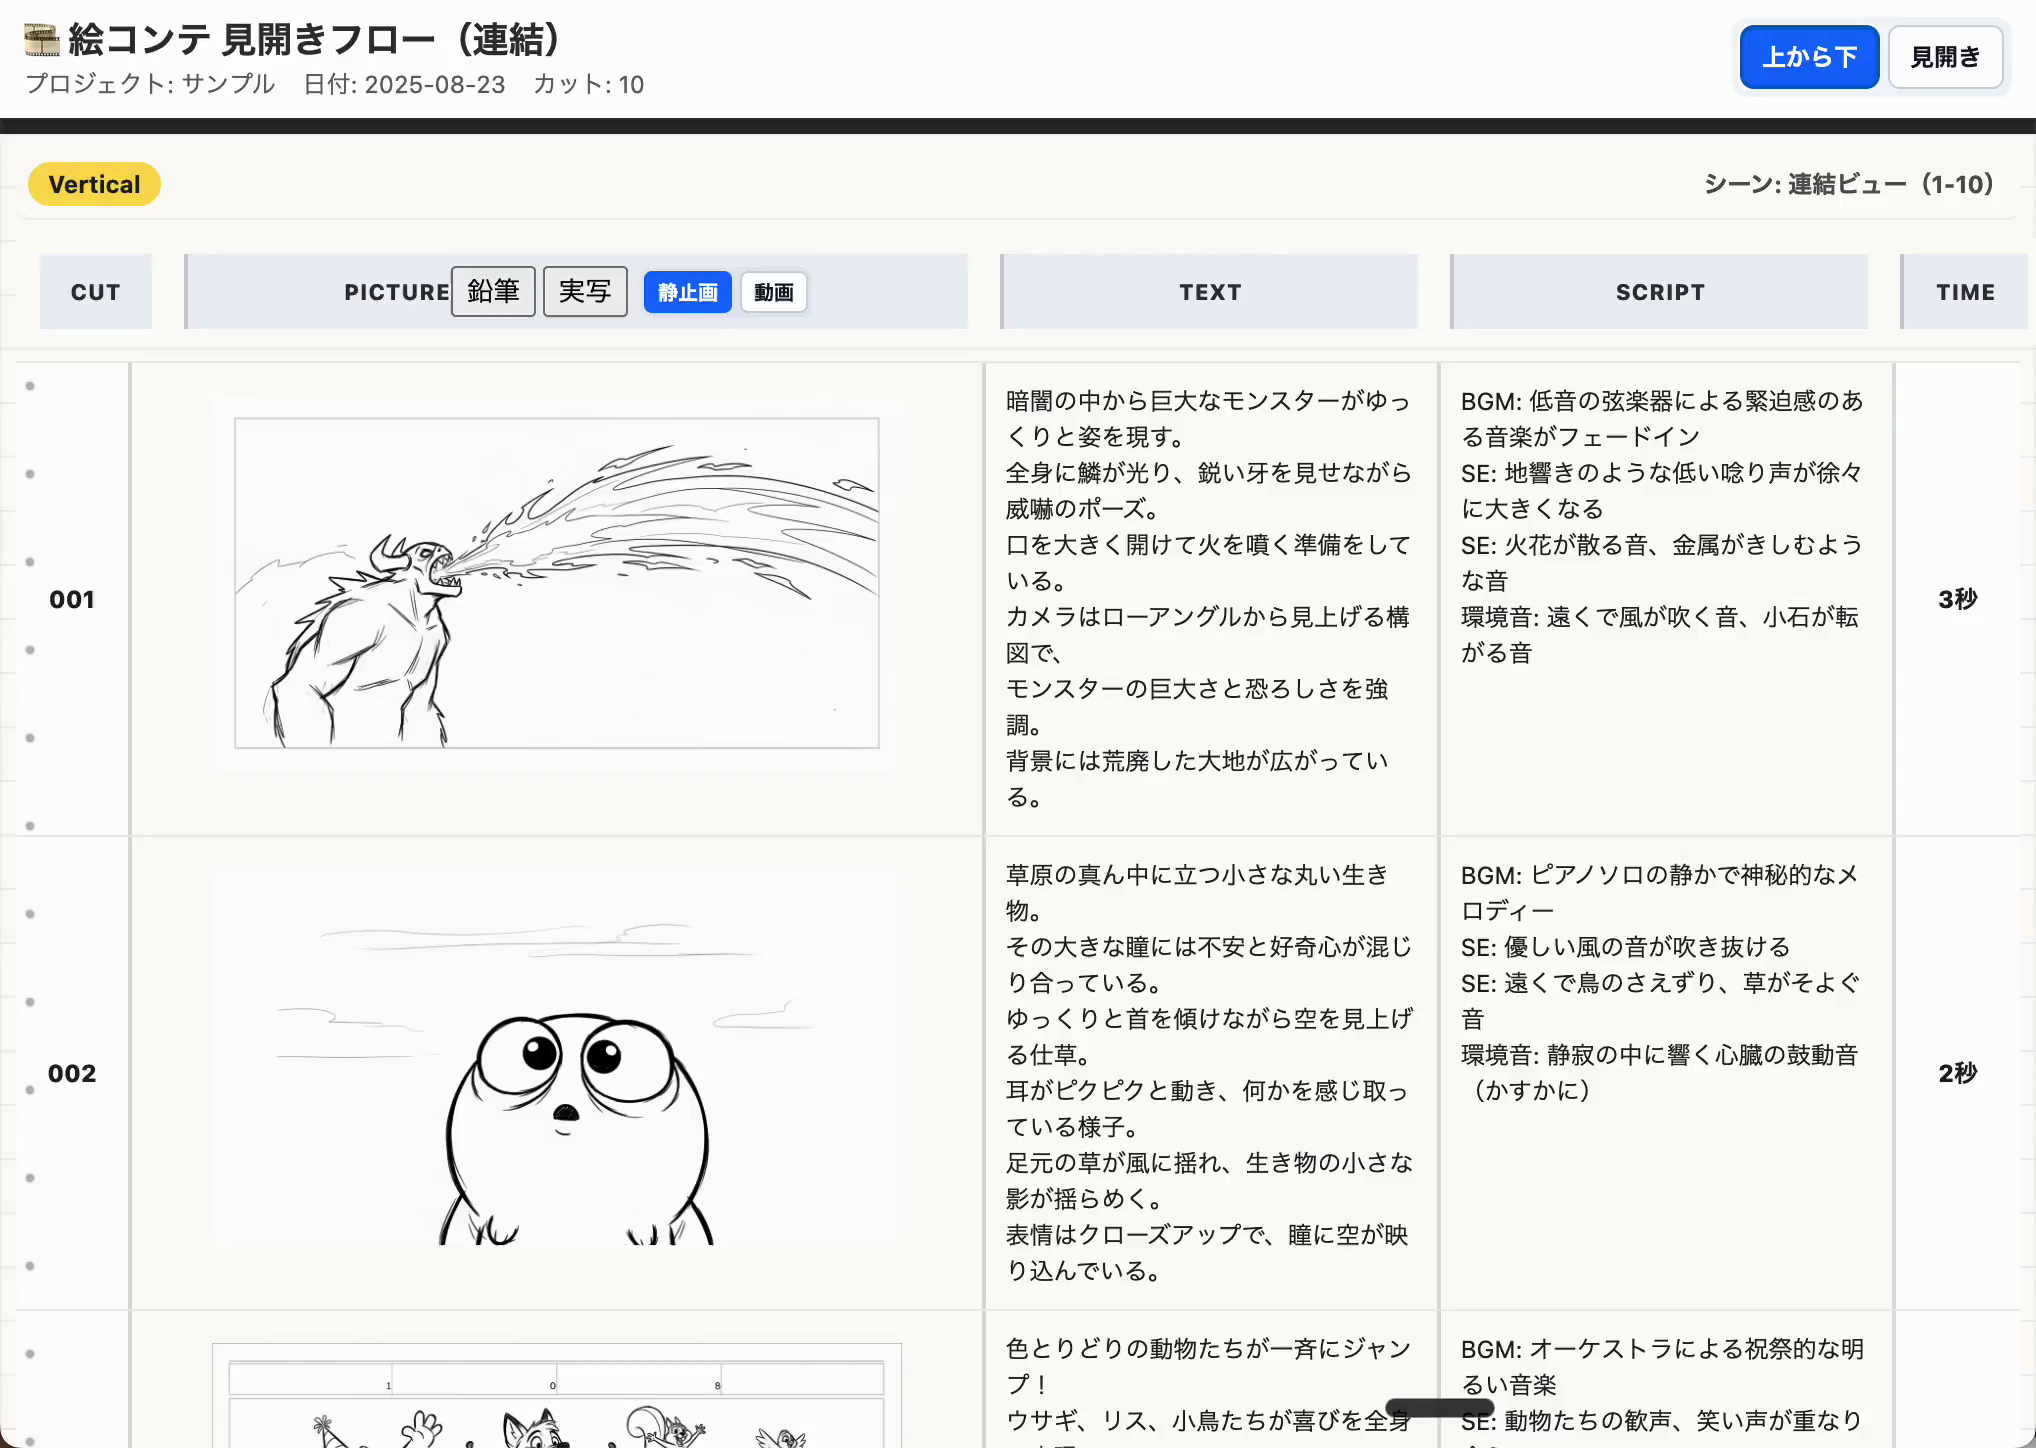 絵コンテ 見開きフロー（連結）
プロジェクト: サンプル 日付: 2025-08-23 カット: 10
上から下 見開き
Vertical
シーン: 連結ビュー（1-10）
CUT PICTURE 鉛筆 実写 静止画 動画 TEXT SCRIPT TIME
001
暗闇の中から巨大なモンスターがゆっ
くりと姿を現す。
全身に鱗が光り、鋭い牙を見せながら
威嚇のポーズ。
口を大きく開けて火を噴く準備をして
いる。
カメラはローアングルから見上げる構
図で、
モンスターの巨大さと恐ろしさを強
調。
背景には荒廃した大地が広がってい
る。
BGM: 低音の弦楽器による緊迫感のあ
る音楽がフェードイン
SE: 地響きのような低い唸り声が徐々
に大きくなる
SE: 火花が散る音、金属がきしむよう
な音
環境音: 遠くで風が吹く音、小石が転
がる音
3秒
002
草原の真ん中に立つ小さな丸い生き
物。
その大きな瞳には不安と好奇心が混じ
り合っている。
ゆっくりと首を傾けながら空を見上げ
る仕草。
耳がピクピクと動き、何かを感じ取っ
ている様子。
足元の草が風に揺れ、生き物の小さな
影が揺らめく。
表情はクローズアップで、瞳に空が映
り込んでいる。
BGM: ピアノソロの静かで神秘的なメ
ロディー
SE: 優しい風の音が吹き抜ける
SE: 遠くで鳥のさえずり、草がそよぐ
音
環境音: 静寂の中に響く心臓の鼓動音
（かすかに）
2秒
1 0 8
色とりどりの動物たちが一斉にジャン
プ！
ウサギ、リス、小鳥たちが喜びを全身
BGM: オーケストラによる祝祭的な明
るい音楽
SE: 動物たちの歓声、笑い声が重なり